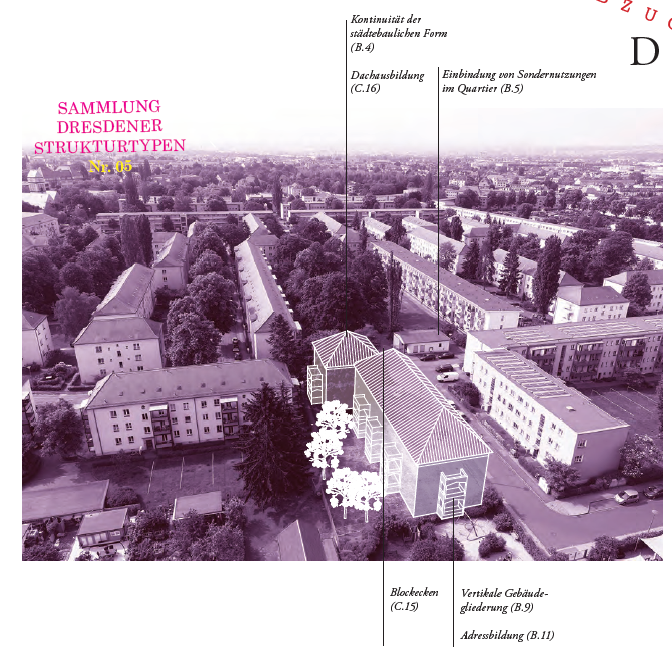 Z U
D
Kontinuität der
städtebaulichen Form
(B.4)
Dachausbildung
(C.16)
Einbindung von Sondernutzungen
im Quartier (B.5)
SAMMLUNG
DRESDENER
STRUKTURTYPEN
Nr. 05
Blockecken
(C.15)
Vertikale Gebäude-
gliederung (B.9)
Adressbildung (B.11)